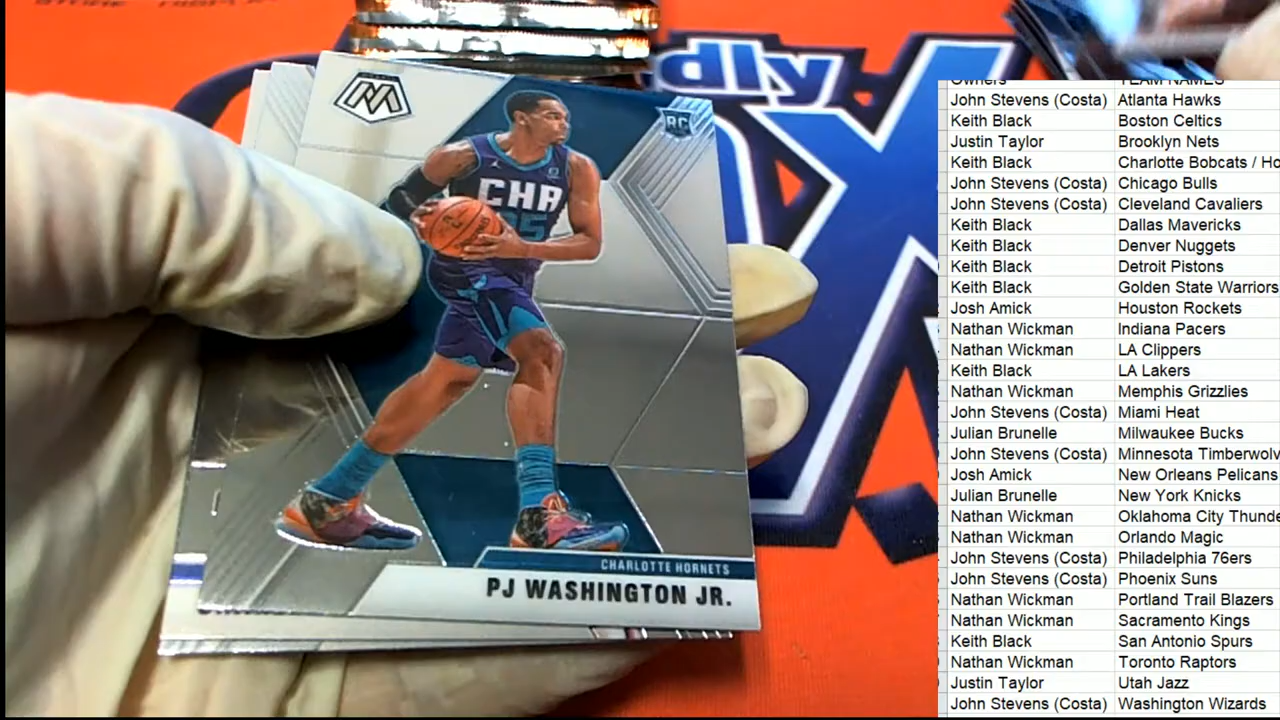 dly
RC
CHA
25
CHARLOTTE HORNETS
PJ WASHINGTON JR.
Owners TEAM NAMES
John Stevens (Costa) Atlanta Hawks
Keith Black Boston Celtics
Justin Taylor Brooklyn Nets
Keith Black Charlotte Bobcats / Ho
John Stevens (Costa) Chicago Bulls
John Stevens (Costa) Cleveland Cavaliers
Keith Black Dallas Mavericks
Keith Black Denver Nuggets
Keith Black Detroit Pistons
Keith Black Golden State Warriors
Josh Amick Houston Rockets
Nathan Wickman Indiana Pacers
Nathan Wickman LA Clippers
Keith Black LA Lakers
Nathan Wickman Memphis Grizzlies
John Stevens (Costa) Miami Heat
Julian Brunelle Milwaukee Bucks
John Stevens (Costa) Minnesota Timberwolv
Josh Amick New Orleans Pelicans
Julian Brunelle New York Knicks
Nathan Wickman Oklahoma City Thunde
Nathan Wickman Orlando Magic
John Stevens (Costa) Philadelphia 76ers
John Stevens (Costa) Phoenix Suns
Nathan Wickman Portland Trail Blazers
Nathan Wickman Sacramento Kings
Keith Black San Antonio Spurs
Nathan Wickman Toronto Raptors
Justin Taylor Utah Jazz
John Stevens (Costa) Washington Wizards